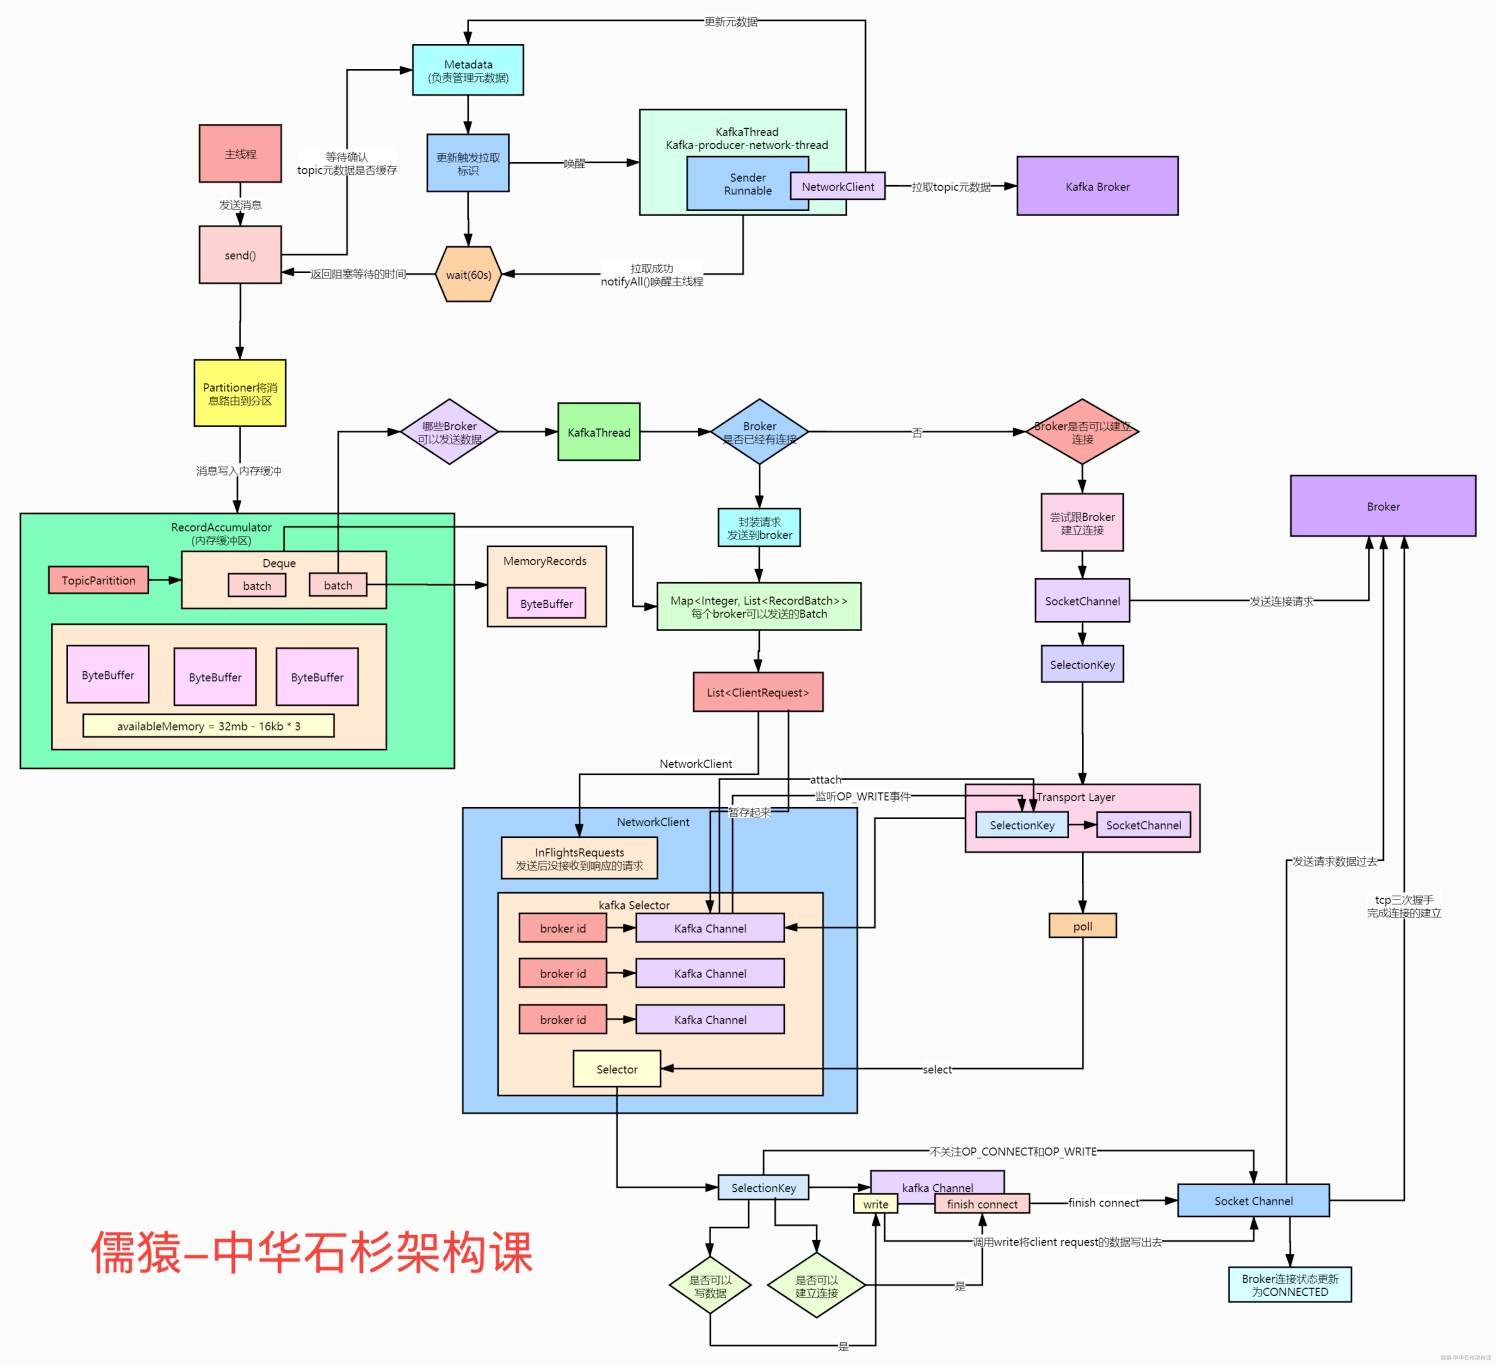 更新元数据
Metadata
(负责管理元数据)
主线程
等待确认
topic元数据是否缓存
更新触发拉取
标识
唤醒
KafkaThread
Kafka-producer-network-thread
Sender
Runnable
NetworkClient
拉取topic元数据
Kafka Broker
发送消息
send()
返回阻塞等待的时间
wait(60s)
拉取成功
notifyAll()唤醒主线程
Partitioner将消
息路由到分区
哪些Broker
可以发送数据
KafkaThread
Broker
是否已经有连接
否
Broker是否可以建立
连接
消息写入内存缓冲
RecordAccumulator
(内存缓冲区)
Deque
TopicParitition
batch
batch
MemoryRecords
ByteBuffer
封装请求
发送到broker
尝试跟Broker
建立连接
Broker
Map<Integer, List<RecordBatch>>
每个broker可以发送的Batch
SocketChannel
发送连接请求
ByteBuffer
ByteBuffer
ByteBuffer
availableMemory = 32mb - 16kb * 3
SelectionKey
List<ClientRequest>
NetworkClient
attach
监听OP_WRITE事件
暂存起来
Transport Layer
SelectionKey
SocketChannel
NetworkClient
InFlightsRequests
发送后没接收到响应的请求
发送请求数据过去
kafka Selector
broker id
Kafka Channel
broker id
Kafka Channel
broker id
Kafka Channel
poll
tcp三次握手
完成连接的建立
Selector
select
不关注OP_CONNECT和OP_WRITE
SelectionKey
kafka Channel
write
finish connect
finish connect
Socket Channel
调用write将client request的数据写出去
是否可以
写数据
是否可以
建立连接
是
是
Broker连接状态更新
为CONNECTED
儒猿—中华石杉架构课
儒猿-中华石杉架构课